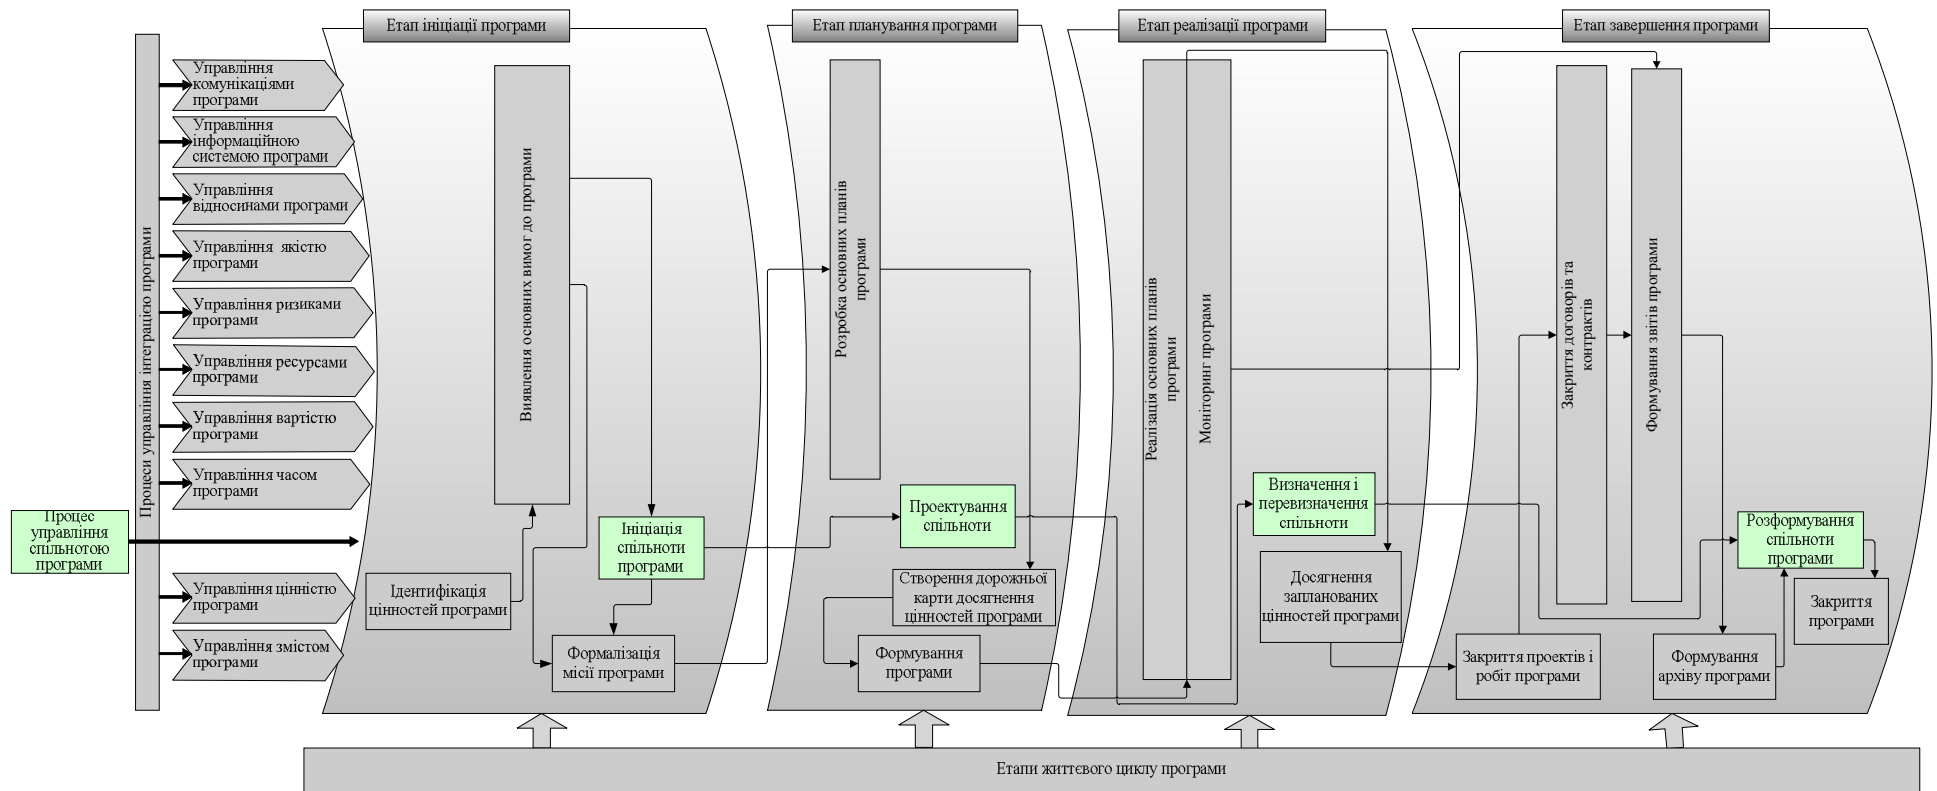 Етап ініціації програми
Етап планування програми
Етап реалізації програми
Етап завершення програми
Процеси управління інтеграцією програми
Управління
комунікаціями
програми
Управління
інформаційною
системою програми
Управління
відносинами програми
Управління якістю
програми
Управління ризиками
програми
Управління ресурсами
програми
Управління вартістю
програми
Управління часом
програми
Процес
управління
спільнотою
програми
Управління цінністю
програми
Управління змістом
програми
Виявлення основних вимог до програми
Ініціація
спільноти
програми
Ідентифікація
цінностей програми
Формалізація
місії програми
Розробка основних планів
програми
Проектування
спільноти
Створення дорожньої
карти досягнення
цінностей програми
Формування
програми
Реалізація основних планів
програми
Моніторинг програми
Визначення і
перевизначення
спільноти
Досягнення
запланованих
цінностей програми
Закриття договорів та
контрактів
Формування звітів програми
Розформування
спільноти
програми
Закриття
програми
Закриття проектів і
робіт програми
Формування
архіву програми
Етапи життєвого циклу програми